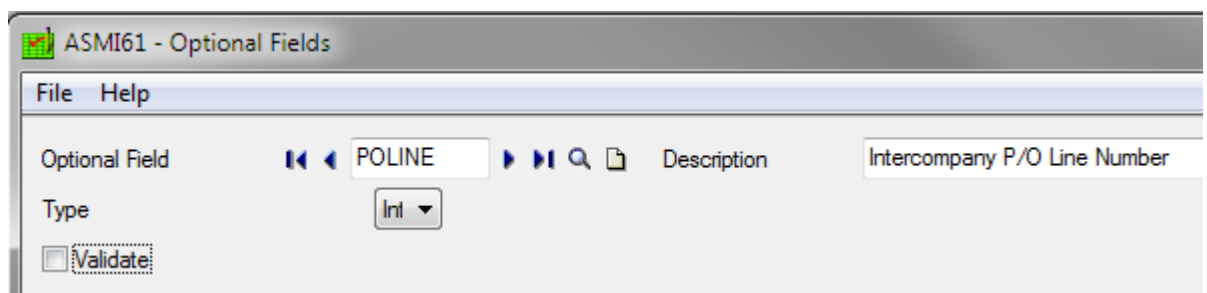 ASMI61 - Optional Fields
File Help
Optional Field POLINE Description Intercompany P/O Line Number
Type Int
Validate